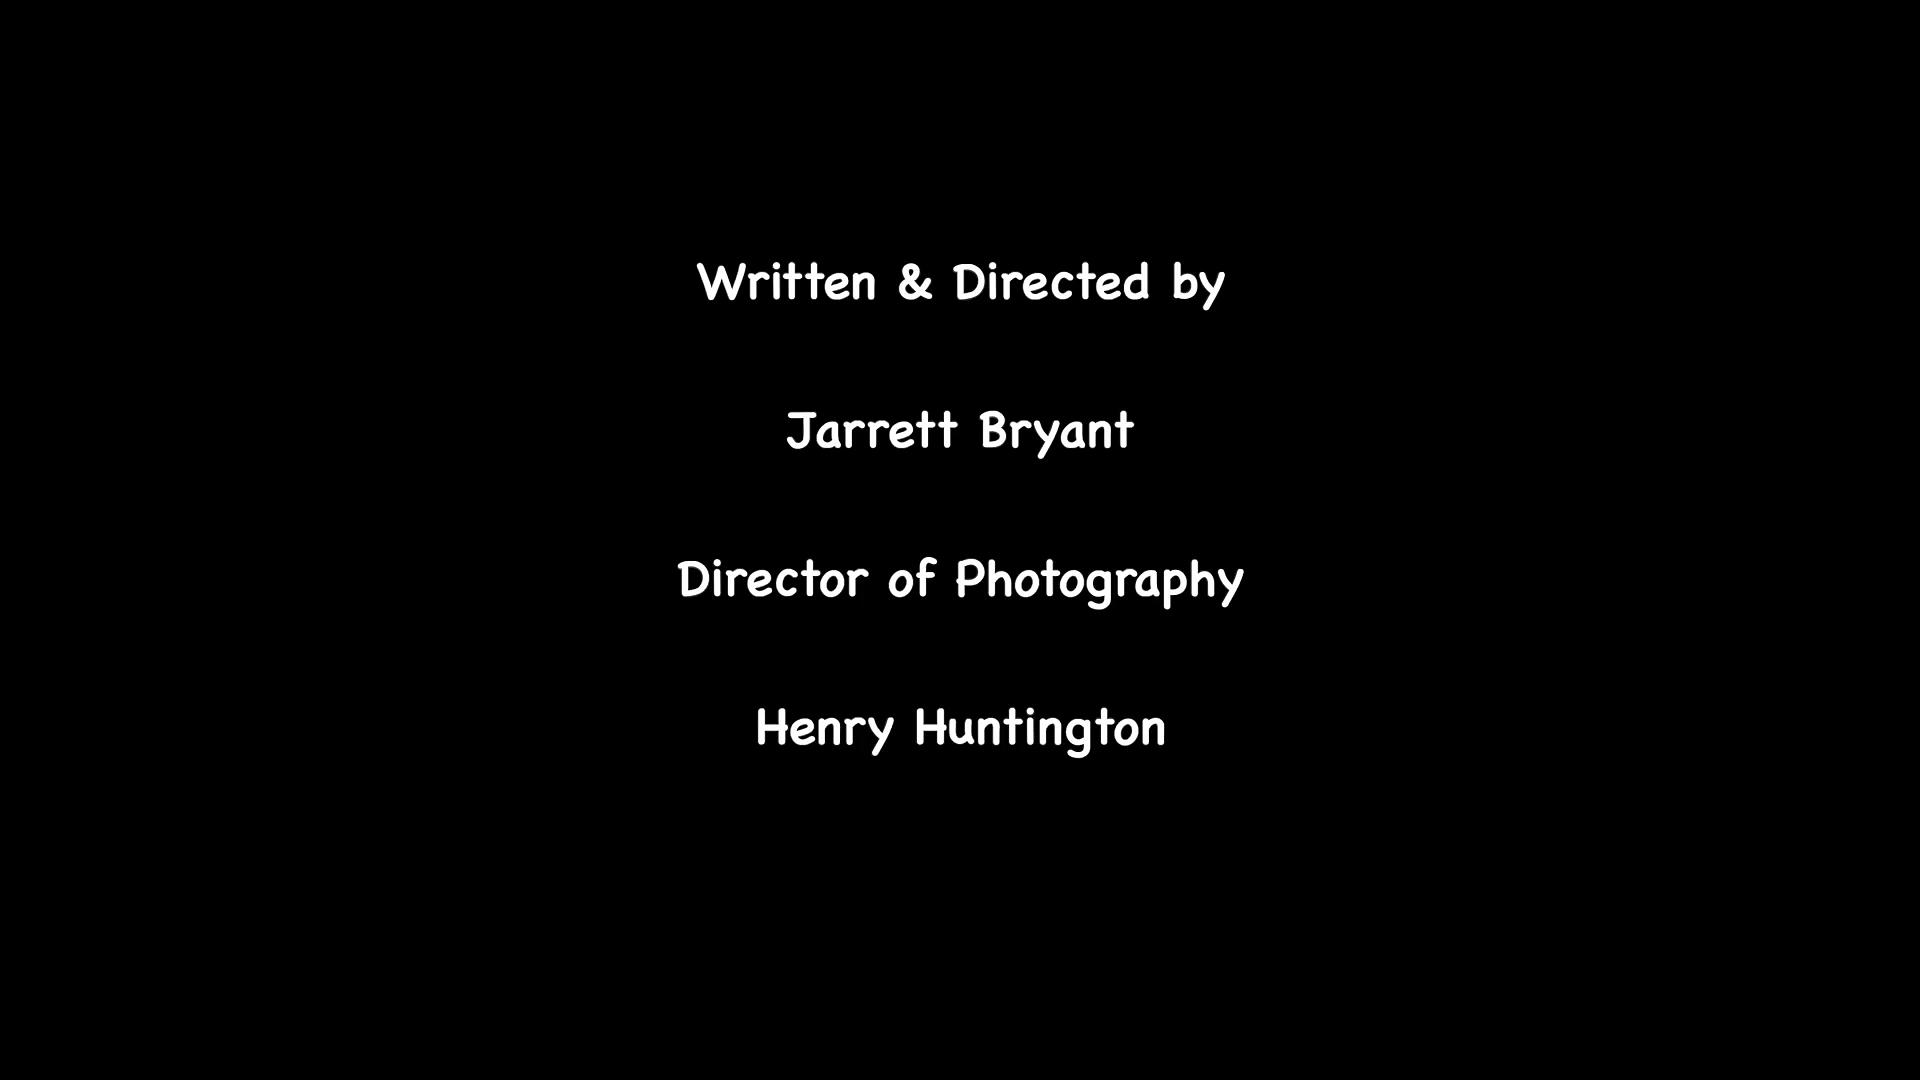 Written & Directed by
Jarrett Bryant
Director of Photography
Henry Huntington